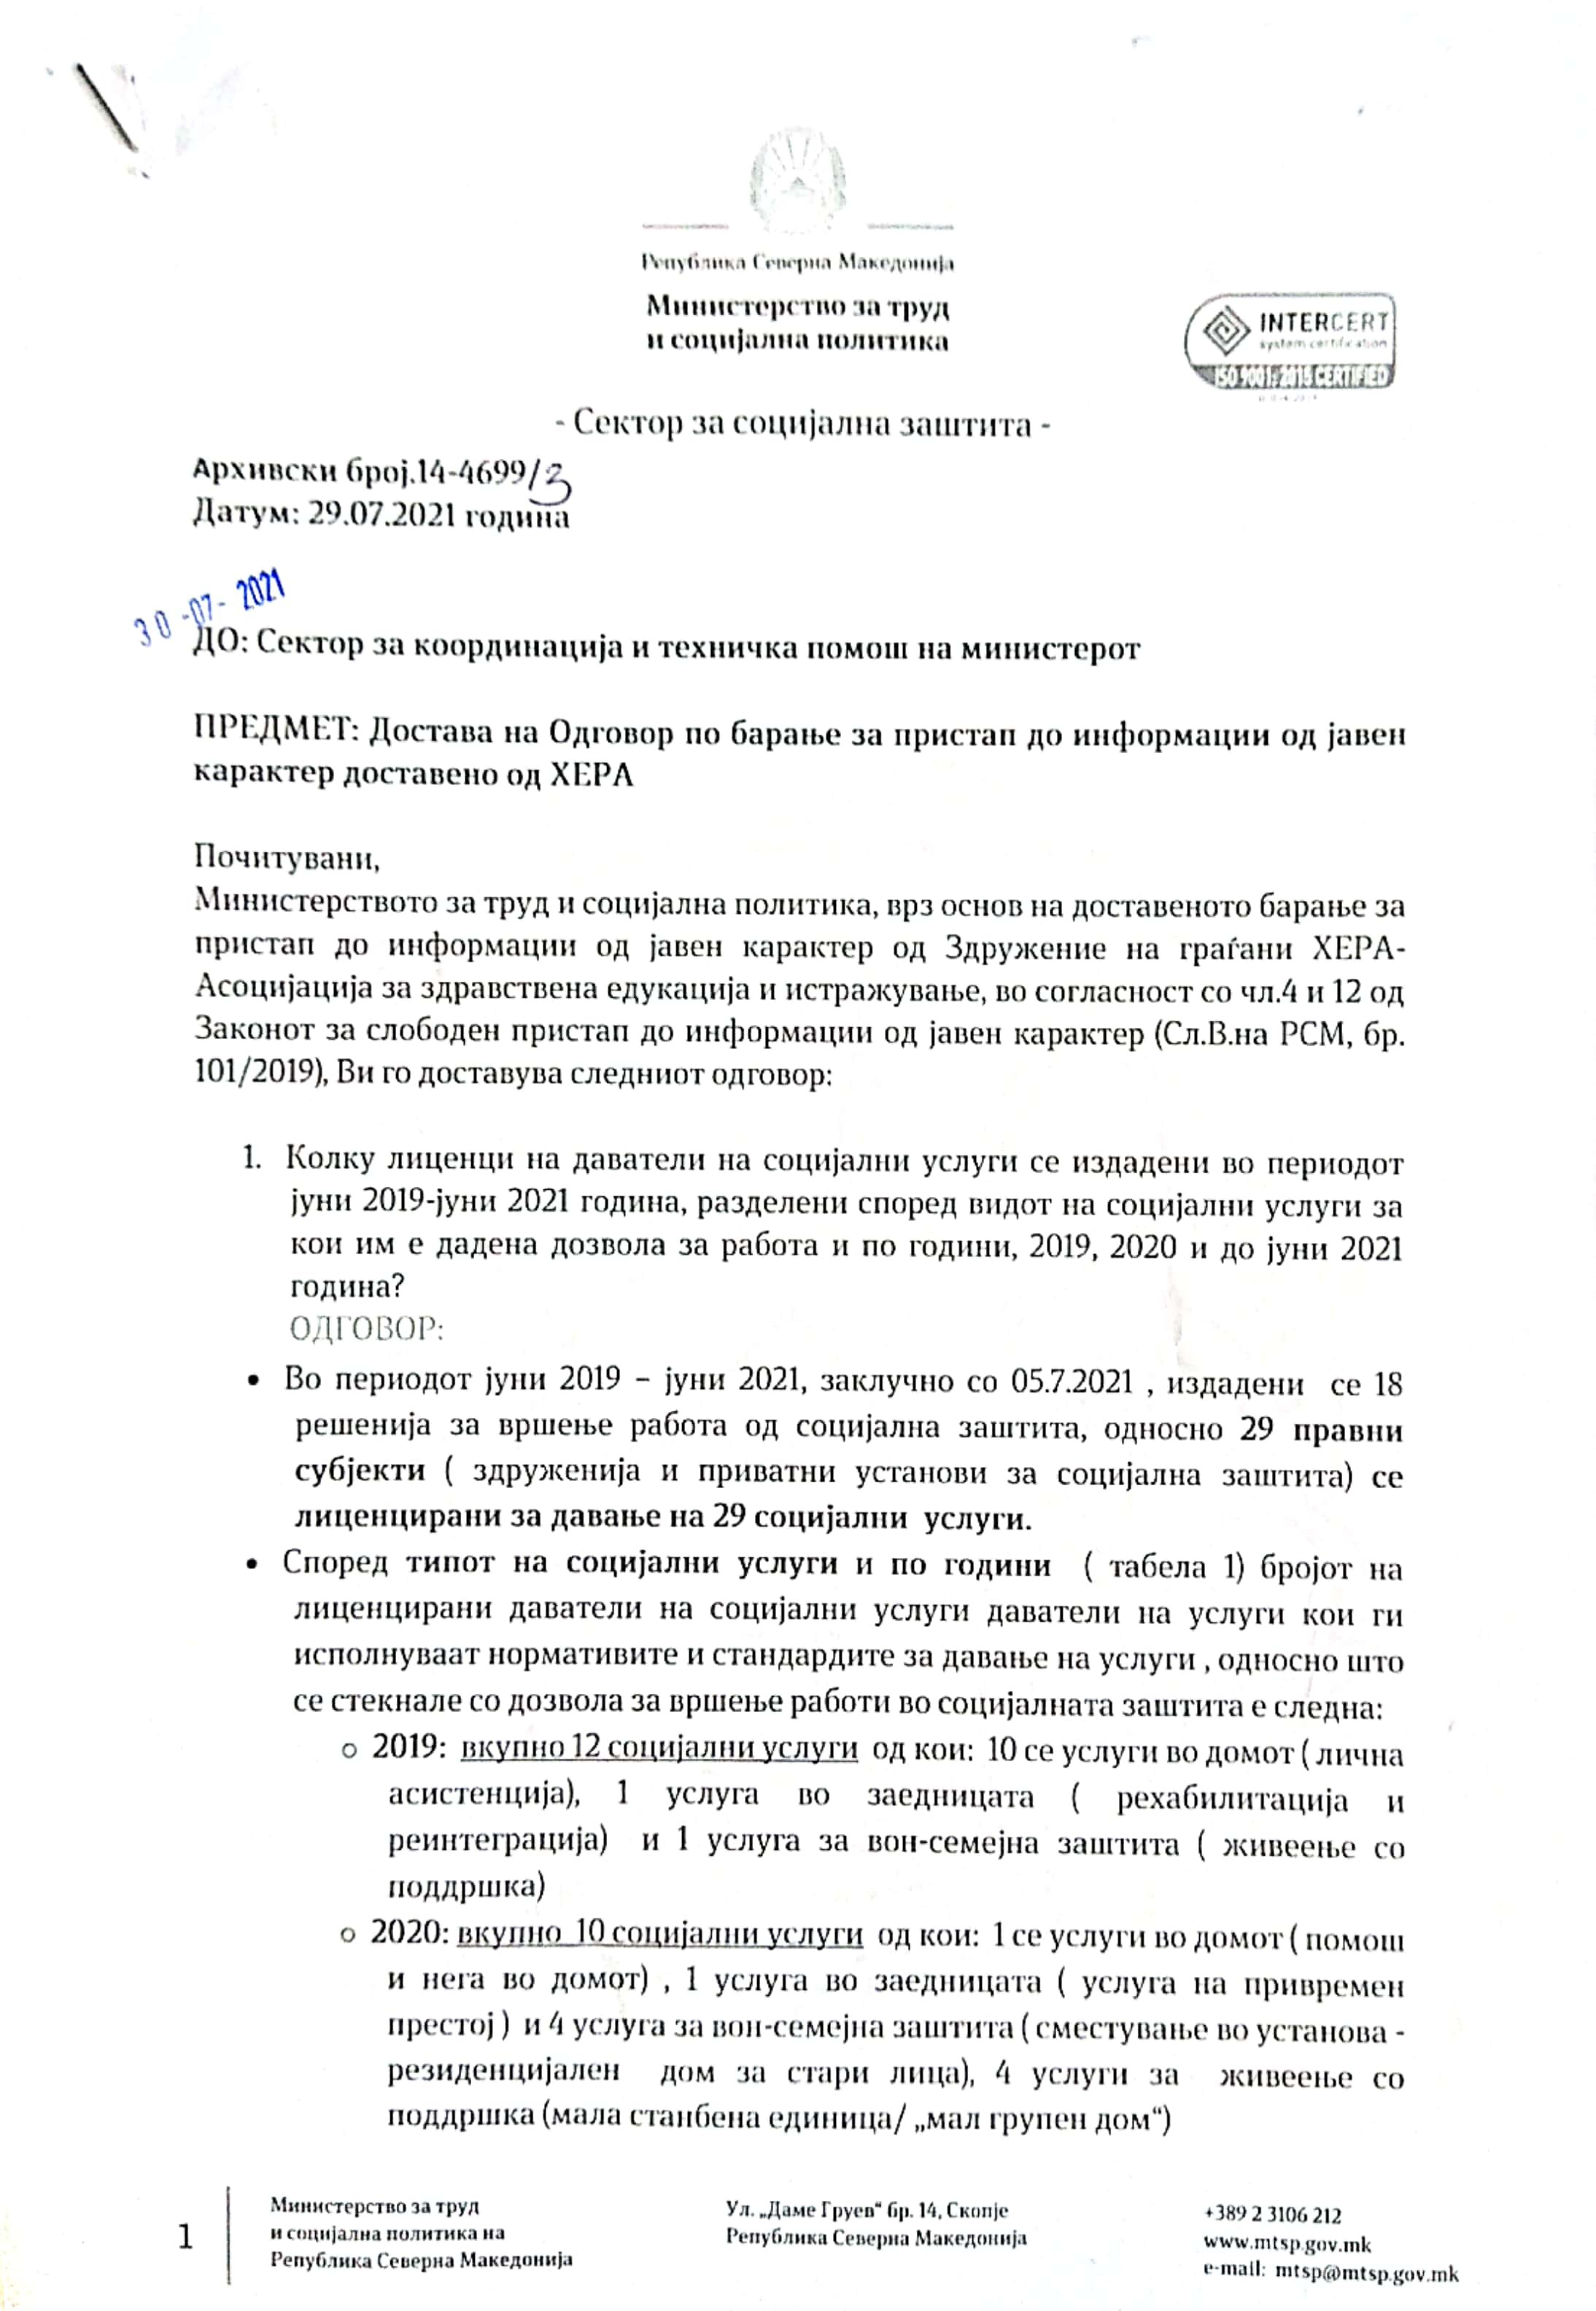 Република Северна Македонија
Министерство за труд
и социјална политика
INTERCERT
system certification
ISO 9001:2015 CERTIFIED
- Сектор за социјална заштита -
Архивски број.14-4699/3
Датум: 29.07.2021 година
30-07-2021
ДО: Сектор за координација и техничка помош на министерот
ПРЕДМЕТ: Достава на Одговор по барање за пристап до информации од јавен
карактер доставено од ХЕРА
Почитувани,
Министерството за труд и социјална политика, врз основ на доставеното барање за
пристап до информации од јавен карактер од Здружение на граѓани ХЕРА-
Асоцијација за здравствена едукација и истражување, во согласност со чл.4 и 12 од
Законот за слободен пристап до информации од јавен карактер (Сл.В.на РСМ, бр.
101/2019), Ви го доставува следниот одговор:
1. Колку лиценци на даватели на социјални услуги се издадени во периодот
јуни 2019-јуни 2021 година, разделени според видот на социјални услуги за
кои им е дадена дозвола за работа и по години, 2019, 2020 и до јуни 2021
година?
ОДГОВОР:
• Во периодот јуни 2019 – јуни 2021, заклучно со 05.7.2021 , издадени се 18
решенија за вршење работа од социјална заштита, односно 29 правни
субјекти ( здруженија и приватни установи за социјална заштита) се
лиценцирани за давање на 29 социјални услуги.
• Според типот на социјални услуги и по години ( табела 1) бројот на
лиценцирани даватели на социјални услуги даватели на услуги кои ги
исполнуваат нормативите и стандардите за давање на услуги , односно што
се стекнале со дозвола за вршење работи во социјалната заштита е следна:
o 2019: вкупно 12 социјални услуги од кои: 10 се услуги во домот ( лична
асистенција), 1 услуга во заедницата ( рехабилитација и
реинтеграција) и 1 услуга за вон-семејна заштита ( живеење со
поддршка)
o 2020: вкупно 10 социјални услуги од кои: 1 се услуги во домот ( помош
и нега во домот) , 1 услуга во заедницата ( услуга на привремен
престој ) и 4 услуга за вон-семејна заштита ( сместување во установа -
резиденцијален дом за стари лица), 4 услуги за живеење со
поддршка (мала станбена единица/ „мал групен дом“)
1
Министерство за труд
и социјална политика на
Република Северна Македонија
Ул. „Даме Груев“ бр. 14, Скопје
Република Северна Македонија
+389 2 3106 212
www.mtsp.gov.mk
e-mail: mtsp@mtsp.gov.mk